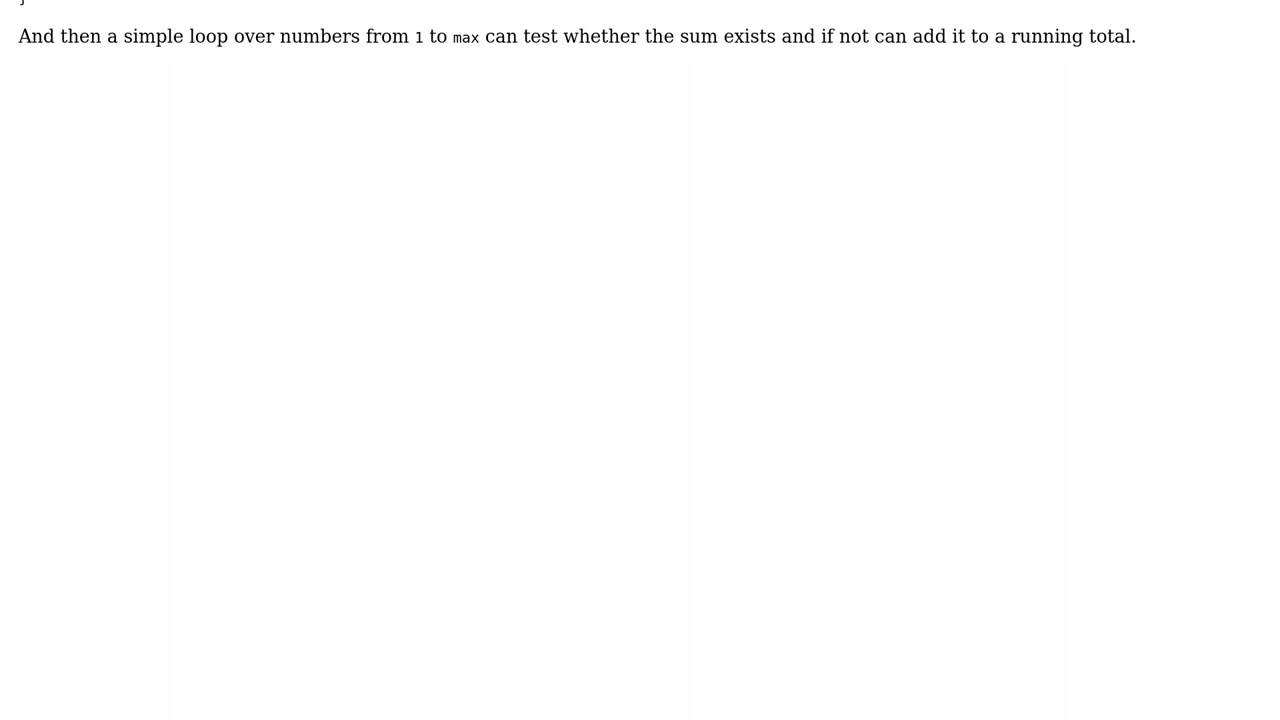 }
And then a simple loop over numbers from 1 to max can test whether the sum exists and if not can add it to a running total.